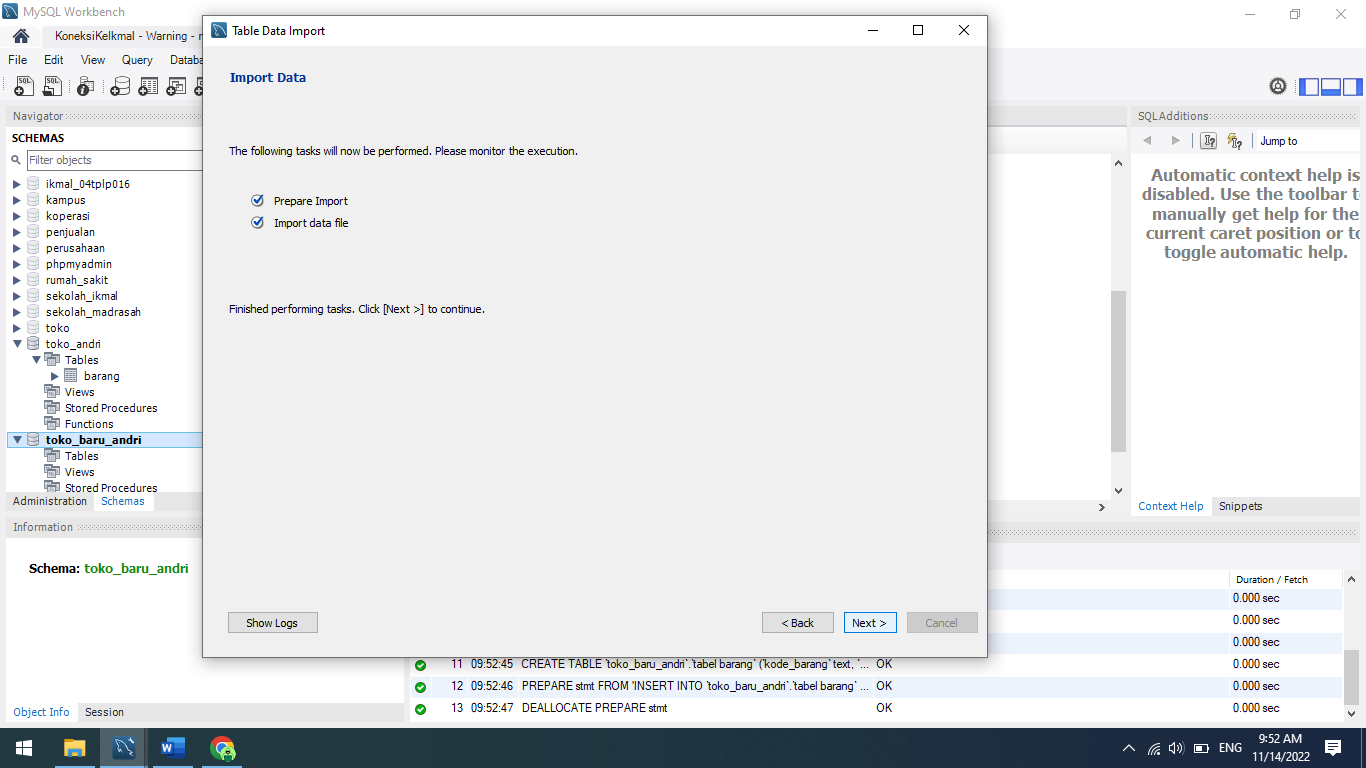 MySQL Workbench
KoneksiKelkmal - Warning -
File Edit View Query
Table Data Import
Import Data
The following tasks will now be performed. Please monitor the execution.
Prepare Import
Import data file
Finished performing tasks. Click [Next >] to continue.
Show Logs
< Back
Next >
Cancel
Navigator
SCHEMAS
Filter objects
ikmal_04tplp016
kampus
koperasi
penjualan
perusahaan
phpmyadmin
rumah_sakit
sekolah_ikmal
sekolah_madrasah
toko
toko_andri
Tables
barang
Views
Stored Procedures
Functions
toko_baru_andri
Tables
Views
Stored Procedures
Administration Schemas
Information
Schema: toko_baru_andri
Object Info Session
SQLAdditions
Jump to
Automatic context help is
disabled. Use the toolbar
manually get help for the
current caret position or
toggle automatic help.
Context Help Snippets
Duration / Fetch
0.000 sec
0.000 sec
0.000 sec
11 09:52:45 CREATE TABLE `toko_baru_andri`.`tabel barang` (`kode_barang` text, `... OK 0.000 sec
12 09:52:46 PREPARE stmt FROM 'INSERT INTO `toko_baru_andri`.`tabel barang` ... OK 0.000 sec
13 09:52:47 DEALLOCATE PREPARE stmt OK 0.000 sec
ENG
9:52 AM
11/14/2022